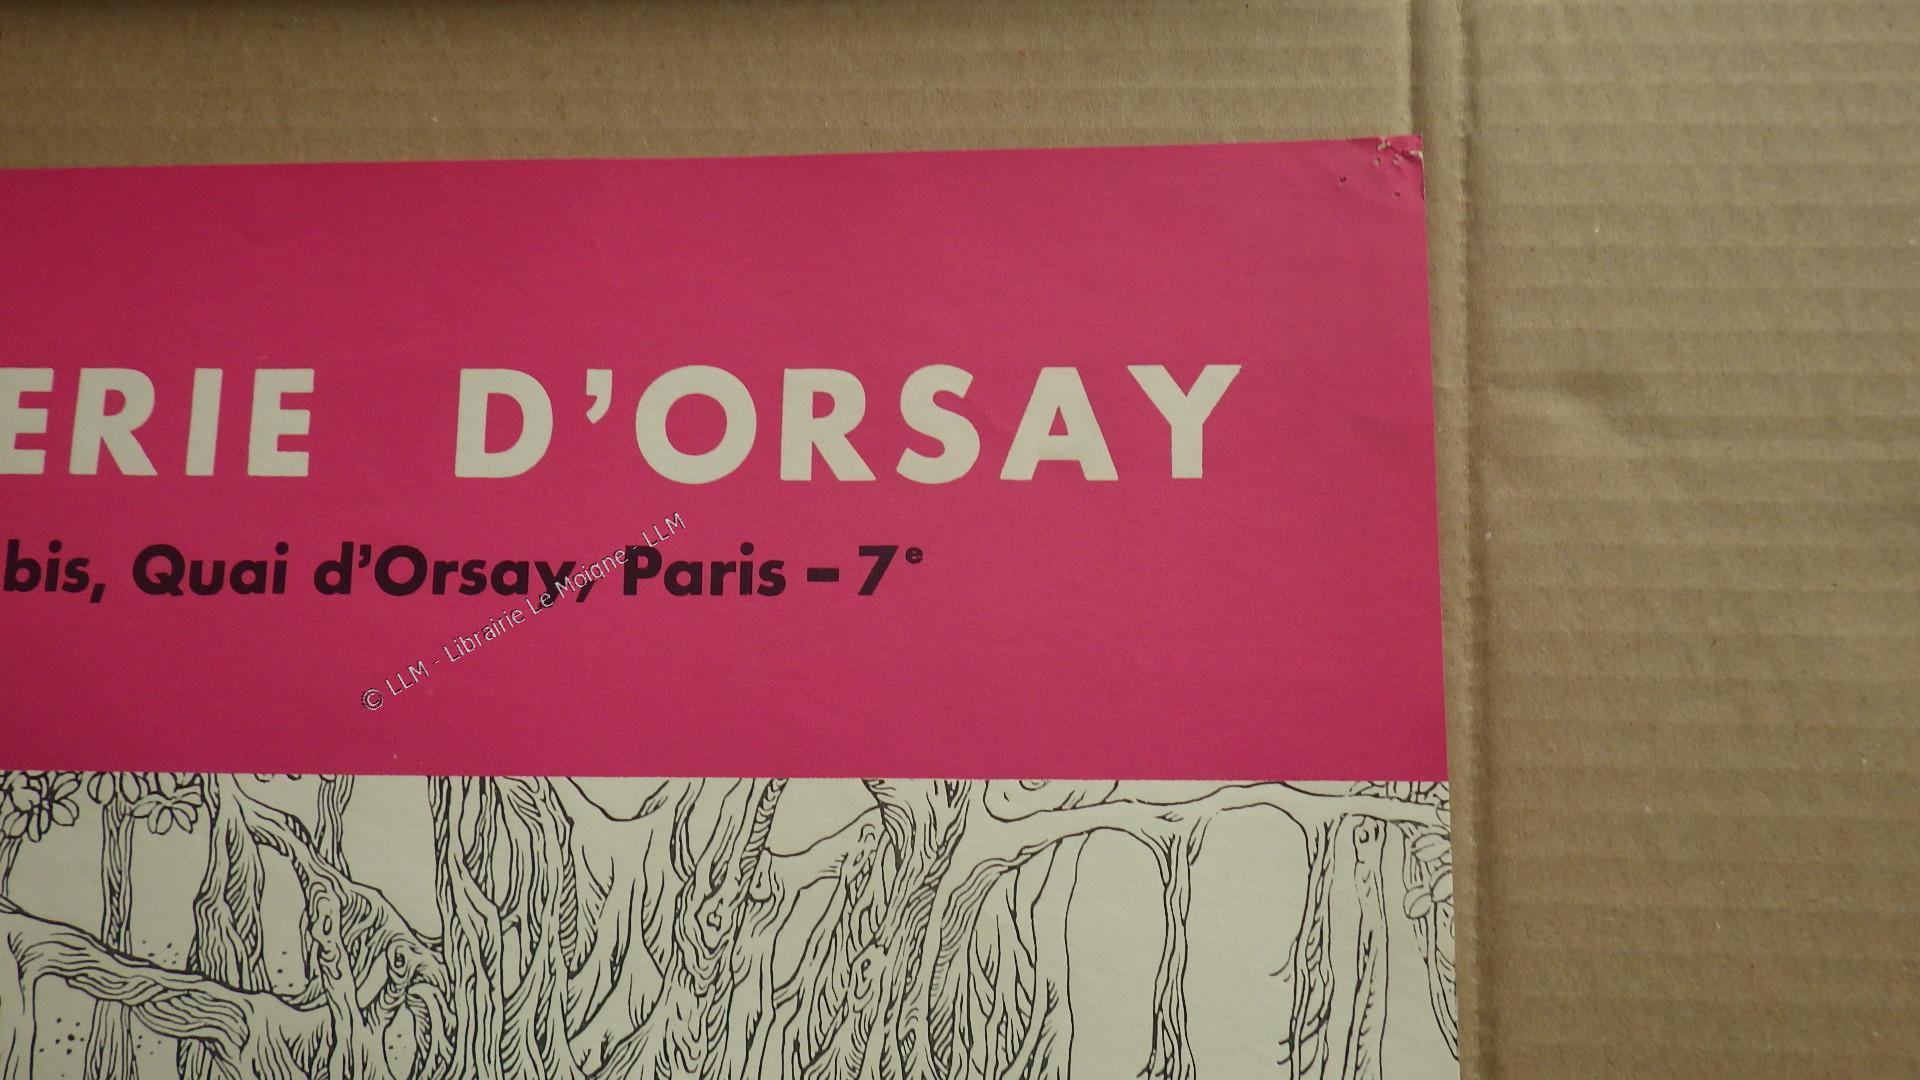 ERIE D'ORSAY
bis, Quai d'Orsay, Paris – 7e
© LLM - Librairie Le Moigne - LLM